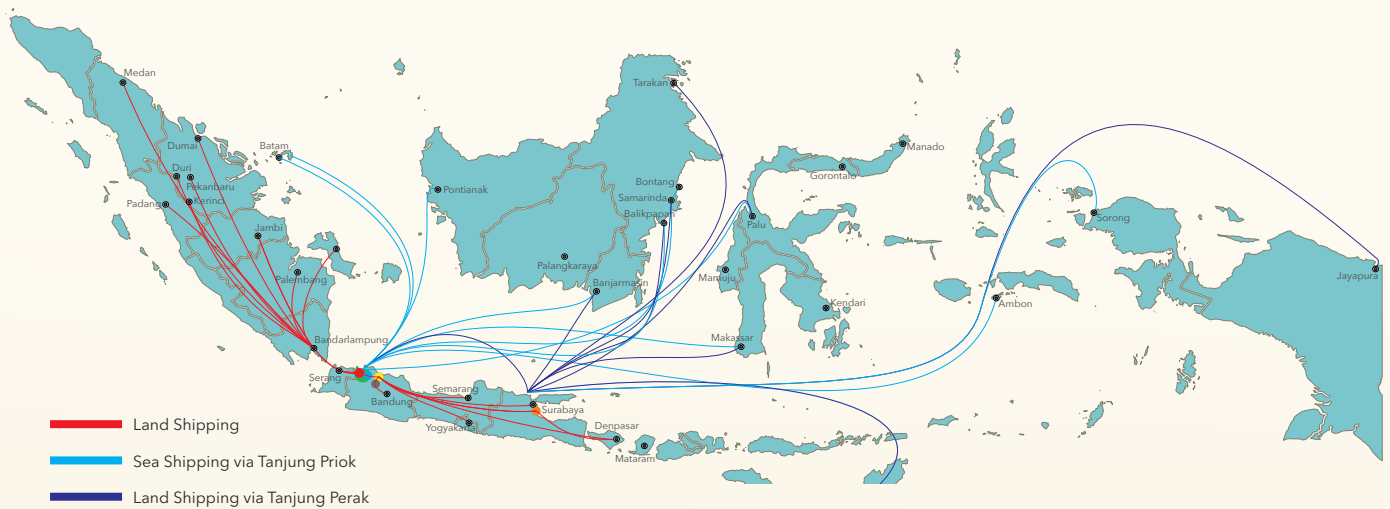 Medan
Tarakan
Dumai
Batam
Manado
Duri
Gorontalo
Pekanbaru
Bontang
Pontianak
Samarinda
Padang
Kerinci
Balikpapan
Sorong
Jambi
Palu
Palangkaraya
Palembang
Mamuju
Jayapura
Banjarmasin
Kendari
Ambon
Bandarlampung
Makassar
Serang
Semarang
Bandung
Surabaya
Yogyakarta
Denpasar
Mataram
Land Shipping
Sea Shipping via Tanjung Priok
Land Shipping via Tanjung Perak